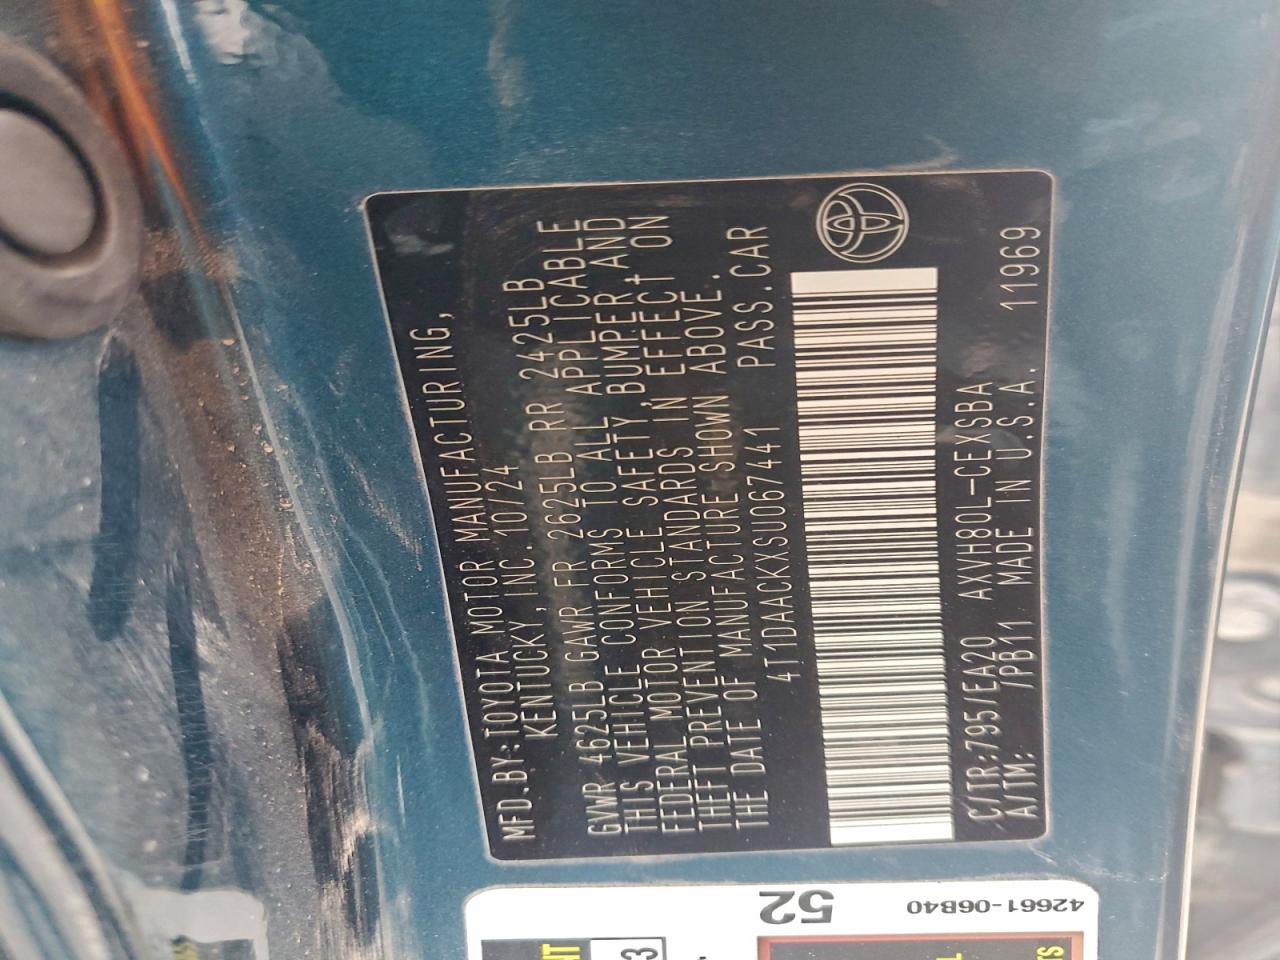 MFD.BY:TOYOTA MOTOR MANUFACTURING,
KENTUCKY, INC. 10/24
GVWR 4625LB GAWR FR 2625LB RR 2425LB
THIS VEHICLE CONFORMS TO ALL APPLICABLE
FEDERAL MOTOR VEHICLE SAFETY,BUMPER AND
THEFT PREVENTION STANDARDS IN EFFECT ON
THE DATE OF MANUFACTURE SHOWN ABOVE.
4T1DAACKXSU067441 PASS.CAR
C/TR:795/EA20 AXVH80L-CEXSBA
A/TM: /PB11 MADE IN U.S.A. 11969
52
42661-06B40